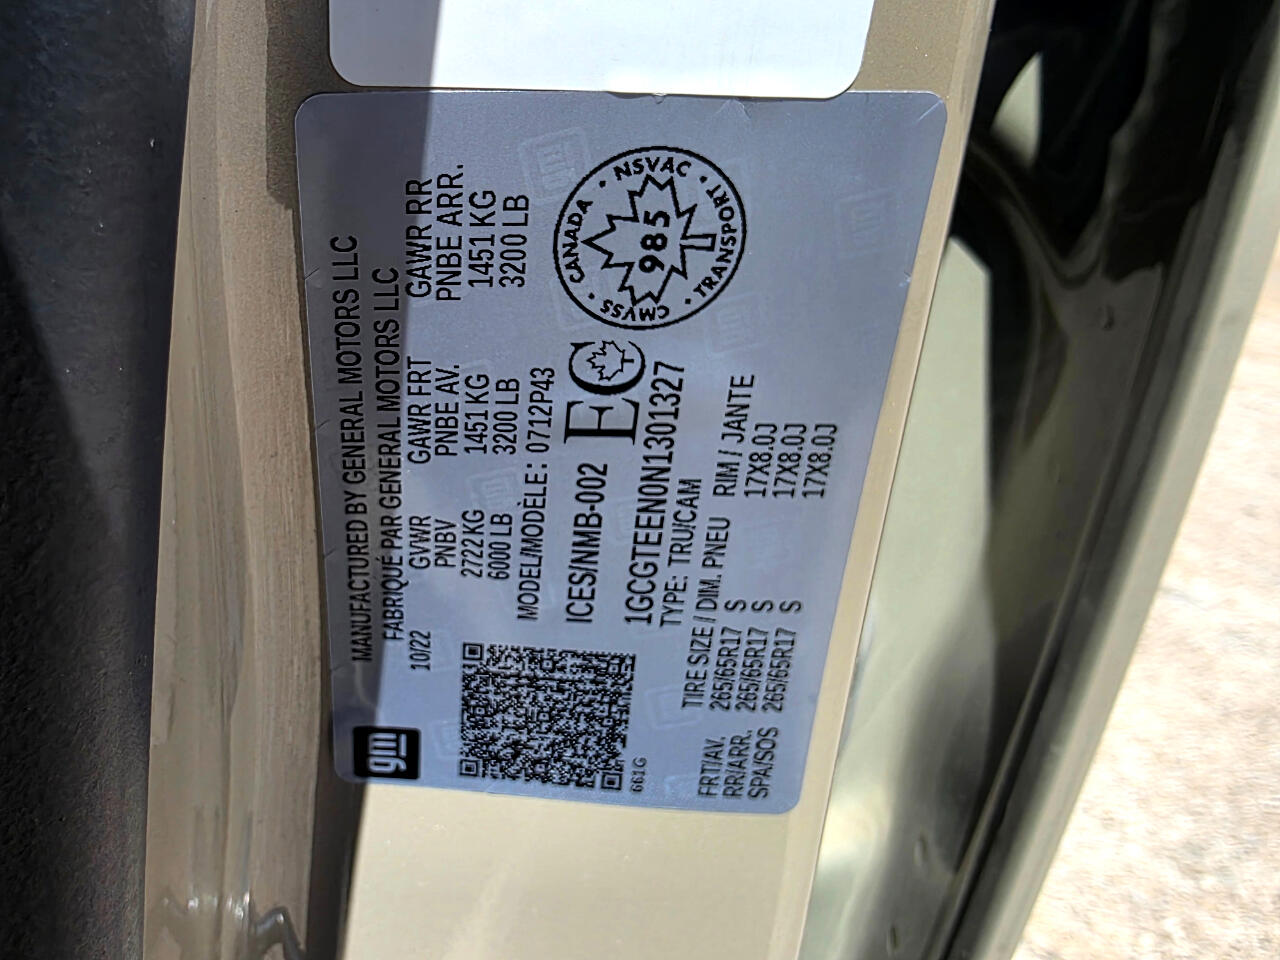 gm
MANUFACTURED BY GENERAL MOTORS LLC
FABRIQUÉ PAR GENERAL MOTORS LLC
10/22 GVWR GAWR FRT GAWR RR
PNBV PNBE AV. PNBE ARR.
2722 KG 1451 KG 1451 KG
6000 LB 3200 LB 3200 LB
MODEL/MODÈLE: 0712P43
ICES/NMB-002 EC
CANADA • NSVAC • TRANSPORT • CMVSS •
985
1GCGTEEN0N1301327
TYPE: TRU/CAM
661G
TIRE SIZE / DIM. PNEU RIM / JANTE
FRT/AV. 265/65R17 S 17X8.0J
RR/ARR. 265/65R17 S 17X8.0J
SPA/SOS 265/65R17 S 17X8.0J